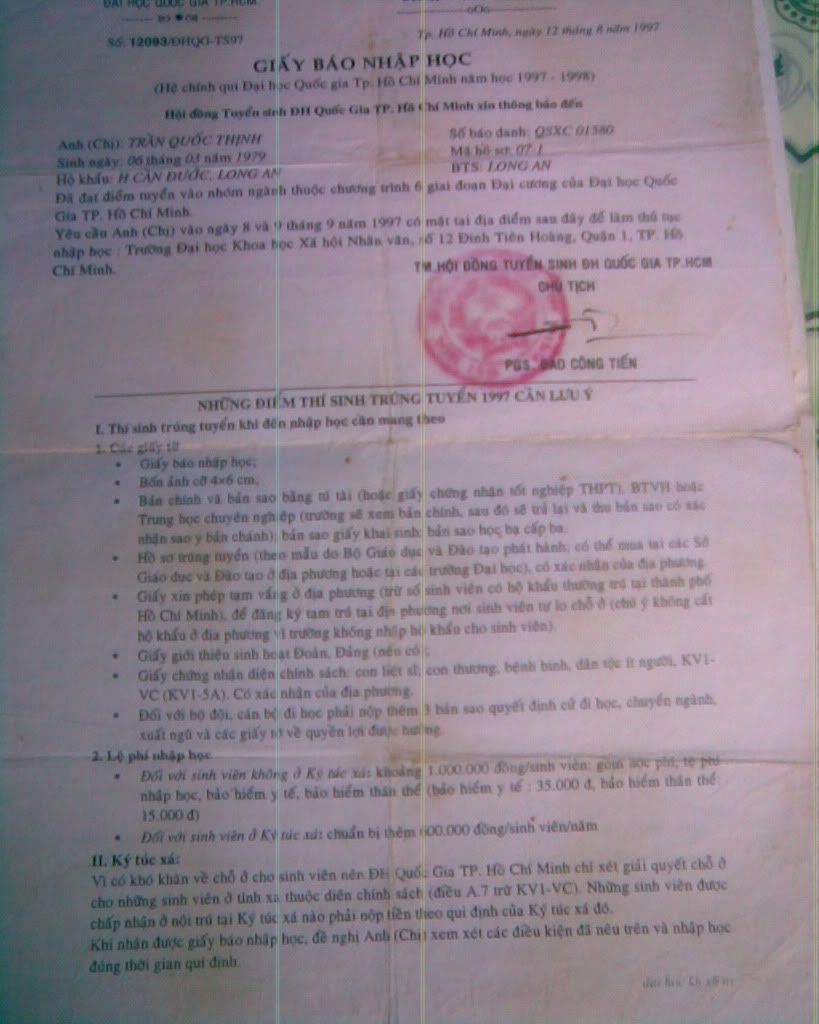 ĐẠI HỌC QUỐC GIA TP.HCM
oOo
Số: 12093/ĐHQG-TS97
Tp. Hồ Chí Minh, ngày 12 tháng 8 năm 1997
GIẤY BÁO NHẬP HỌC
(Hệ chính qui Đại học Quốc gia Tp. Hồ Chí Minh năm học 1997 - 1998)
Hội đồng Tuyển sinh ĐH Quốc Gia TP. Hồ Chí Minh xin thông báo đến
Anh (Chị): TRẦN QUỐC THỊNH
Số báo danh: QSXC 01580
Sinh ngày: 06 tháng 03 năm 1979
Mã hồ sơ: 07.1
Hộ khẩu: H CẦN ĐƯỚC, LONG AN
BTS: LONG AN
Đã đạt điểm tuyển vào nhóm ngành thuộc chương trình 6 giai đoạn Đại cương của Đại học Quốc
Gia TP. Hồ Chí Minh.
Yêu cầu Anh (Chị) vào ngày 8 và 9 tháng 9 năm 1997 có mặt tại địa điểm sau đây để làm thủ tục
nhập học : Trường Đại học Khoa học Xã hội Nhân văn, số 12 Đinh Tiên Hoàng, Quận 1, TP. Hồ
Chí Minh.
TM.HỘI ĐỒNG TUYỂN SINH ĐH QUỐC GIA TP.HCM
CHỦ TỊCH
PGS. ĐÀO CÔNG TIẾN
NHỮNG ĐIỂM THÍ SINH TRÚNG TUYỂN 1997 CẦN LƯU Ý
I. Thí sinh trúng tuyển khi đến nhập học cần mang theo
1. Các giấy tờ
• Giấy báo nhập học;
• Bốn ảnh cỡ 4×6 cm;
• Bản chính và bản sao bằng tú tài (hoặc giấy chứng nhận tốt nghiệp THPT), BTVH hoặc
Trung học chuyên nghiệp (trường sẽ xem bản chính, sau đó sẽ trả lại và thu bản sao có xác
nhận sao y bản chánh); bản sao giấy khai sinh; bản sao học bạ cấp ba.
• Hồ sơ trúng tuyển (theo mẫu do Bộ Giáo dục và Đào tạo phát hành; có thể mua tại các Sở
Giáo dục và Đào tạo ở địa phương hoặc tại các trường Đại học), có xác nhận của địa phương.
• Giấy xin phép tạm vắng ở địa phương (trừ số sinh viên có hộ khẩu thường trú tại thành phố
Hồ Chí Minh), để đăng ký tạm trú tại địa phương nơi sinh viên tự lo chỗ ở (chú ý không cắt
hộ khẩu ở địa phương vì trường không nhập hộ khẩu cho sinh viên).
• Giấy giới thiệu sinh hoạt Đoàn, Đảng (nếu có);
• Giấy chứng nhận diện chính sách: con liệt sĩ; con thương, bệnh binh, dân tộc ít người, KV1-
VC (KV1-5A). Có xác nhận của địa phương.
• Đối với bộ đội, cán bộ đi học phải nộp thêm 3 bản sao quyết định cử đi học, chuyển ngành,
xuất ngũ và các giấy tờ về quyền lợi được hưởng.
2. Lệ phí nhập học
• Đối với sinh viên không ở Ký túc xá: khoảng 1.000.000 đồng/sinh viên: gồm học phí, lệ phí
nhập học, bảo hiểm y tế, bảo hiểm thân thể (bảo hiểm y tế : 35.000 đ, bảo hiểm thân thể:
15.000 đ)
• Đối với sinh viên ở Ký túc xá: chuẩn bị thêm 600.000 đồng/sinh viên/năm
II. Ký túc xá:
Vì có khó khăn về chỗ ở cho sinh viên nên ĐH Quốc Gia TP. Hồ Chí Minh chỉ xét giải quyết chỗ ở
cho những sinh viên ở tỉnh xa thuộc diện chính sách (điều A.7 trừ KV1-VC). Những sinh viên được
chấp nhận ở nội trú tại Ký túc xá nào phải nộp tiền theo qui định của Ký túc xá đó.
Khi nhận được giấy báo nhập học, đề nghị Anh (Chị) xem xét các điều kiện đã nêu trên và nhập học
đúng thời gian qui định.